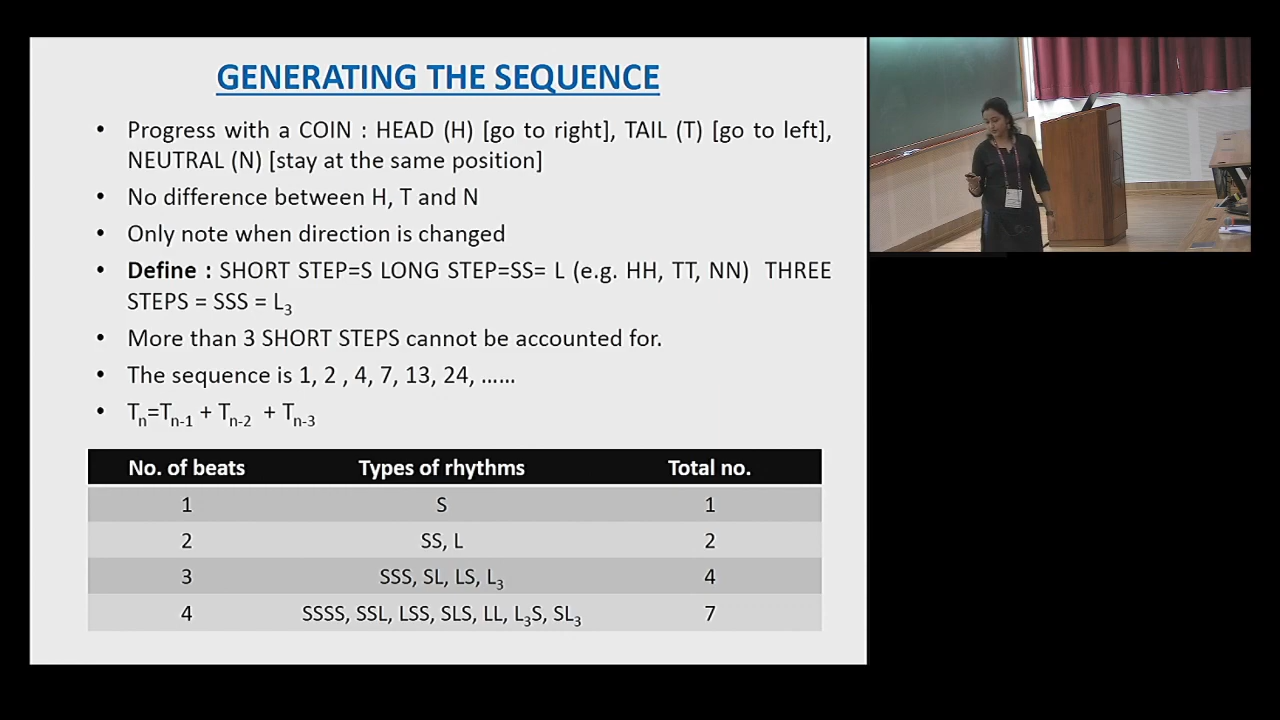 GENERATING THE SEQUENCE
• Progress with a COIN : HEAD (H) [go to right], TAIL (T) [go to left],
NEUTRAL (N) [stay at the same position]
• No difference between H, T and N
• Only note when direction is changed
• Define : SHORT STEP=S LONG STEP=SS= L (e.g. HH, TT, NN) THREE
STEPS = SSS = L₃
• More than 3 SHORT STEPS cannot be accounted for.
• The sequence is 1, 2 , 4, 7, 13, 24, ......
• Tₙ=Tₙ₋₁ + Tₙ₋₂ + Tₙ₋₃
No. of beats Types of rhythms Total no.
1 S 1
2 SS, L 2
3 SSS, SL, LS, L₃ 4
4 SSSS, SSL, LSS, SLS, LL, L₃S, SL₃ 7